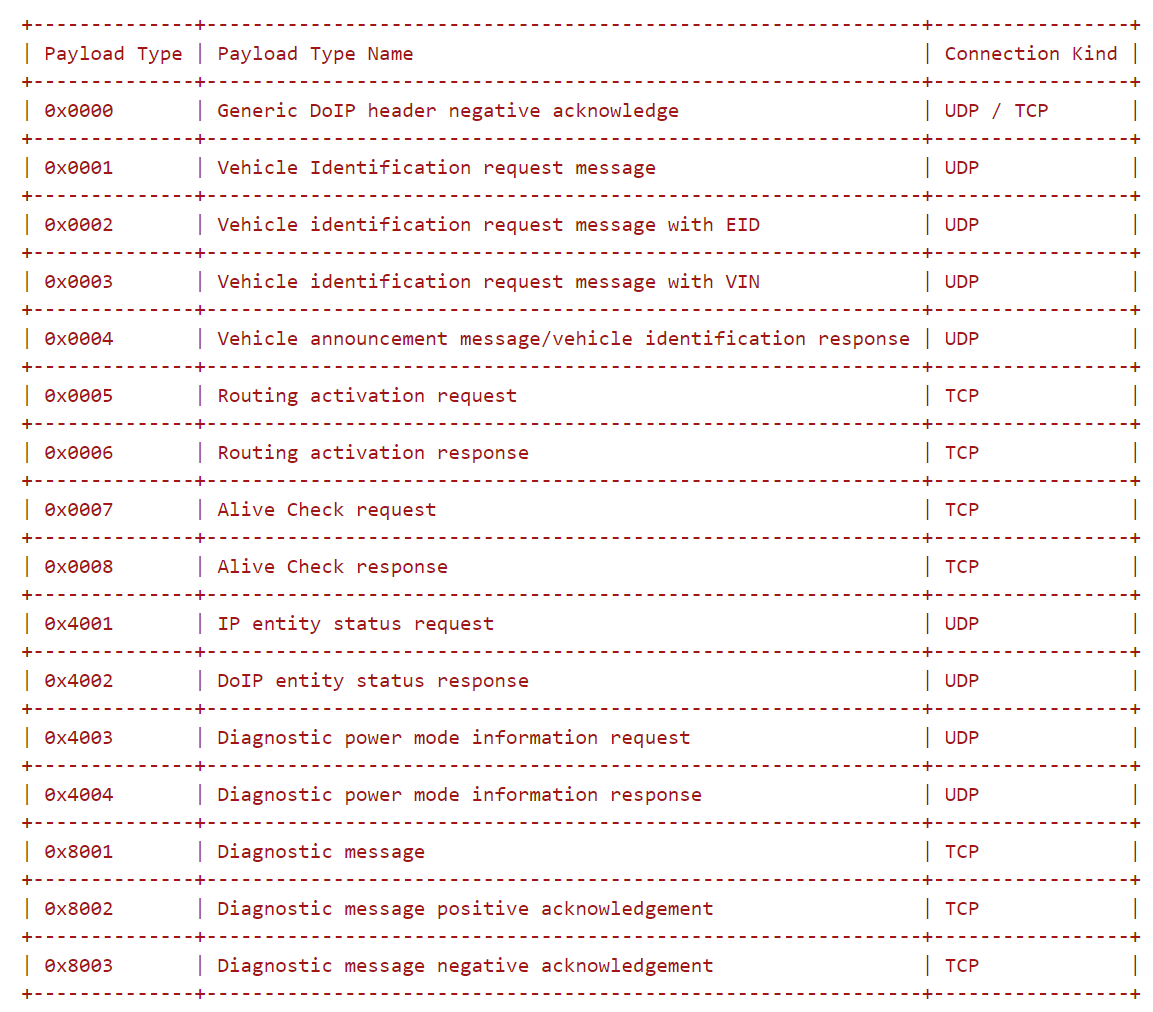 +--------------+--------------------------------------------------------------+-----------------+
| Payload Type | Payload Type Name                                            | Connection Kind |
+--------------+--------------------------------------------------------------+-----------------+
| 0x0000       | Generic DoIP header negative acknowledge                     | UDP / TCP       |
+--------------+--------------------------------------------------------------+-----------------+
| 0x0001       | Vehicle Identification request message                       | UDP             |
+--------------+--------------------------------------------------------------+-----------------+
| 0x0002       | Vehicle identification request message with EID              | UDP             |
+--------------+--------------------------------------------------------------+-----------------+
| 0x0003       | Vehicle identification request message with VIN              | UDP             |
+--------------+--------------------------------------------------------------+-----------------+
| 0x0004       | Vehicle announcement message/vehicle identification response | UDP             |
+--------------+--------------------------------------------------------------+-----------------+
| 0x0005       | Routing activation request                                   | TCP             |
+--------------+--------------------------------------------------------------+-----------------+
| 0x0006       | Routing activation response                                  | TCP             |
+--------------+--------------------------------------------------------------+-----------------+
| 0x0007       | Alive Check request                                          | TCP             |
+--------------+--------------------------------------------------------------+-----------------+
| 0x0008       | Alive Check response                                         | TCP             |
+--------------+--------------------------------------------------------------+-----------------+
| 0x4001       | IP entity status request                                     | UDP             |
+--------------+--------------------------------------------------------------+-----------------+
| 0x4002       | DoIP entity status response                                  | UDP             |
+--------------+--------------------------------------------------------------+-----------------+
| 0x4003       | Diagnostic power mode information request                    | UDP             |
+--------------+--------------------------------------------------------------+-----------------+
| 0x4004       | Diagnostic power mode information response                   | UDP             |
+--------------+--------------------------------------------------------------+-----------------+
| 0x8001       | Diagnostic message                                           | TCP             |
+--------------+--------------------------------------------------------------+-----------------+
| 0x8002       | Diagnostic message positive acknowledgement                  | TCP             |
+--------------+--------------------------------------------------------------+-----------------+
| 0x8003       | Diagnostic message negative acknowledgement                  | TCP             |
+--------------+--------------------------------------------------------------+-----------------+